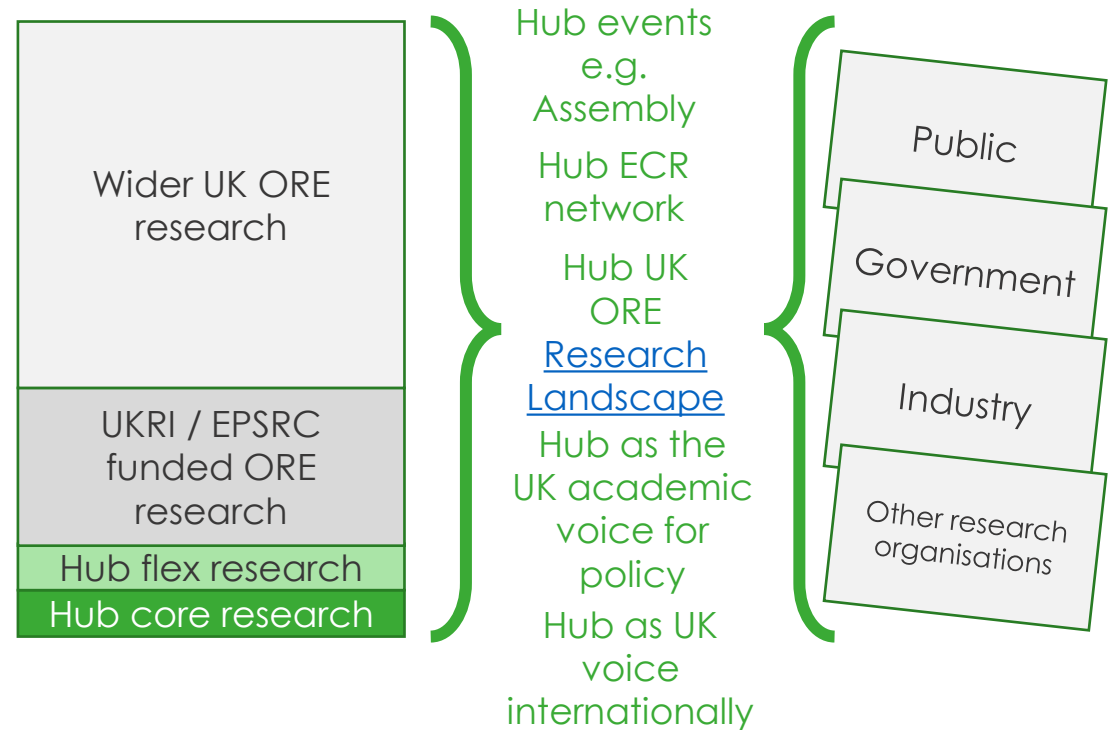 Wider UK ORE
research
UKRI / EPSRC
funded ORE
research
Hub flex research
Hub core research
Hub events
e.g.
Assembly
Hub ECR
network
Hub UK
ORE
Research
Landscape
Hub as the
UK academic
voice for
policy
Hub as UK
voice
internationally
Public
Government
Industry
Other research
organisations